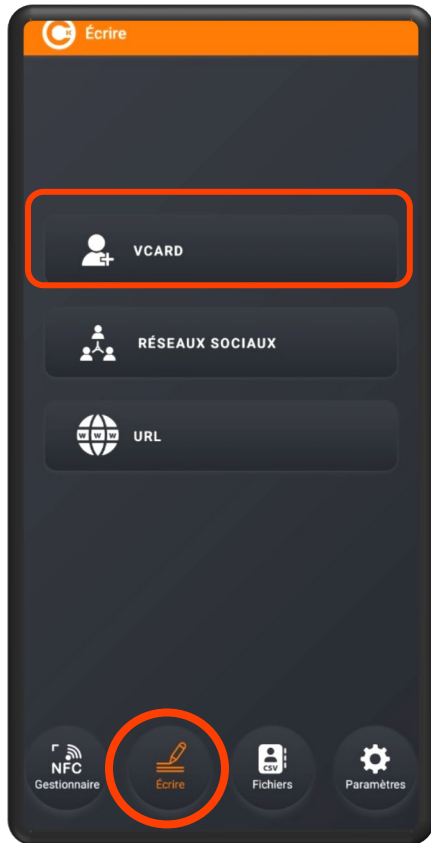 Écrire
VCARD
RÉSEAUX SOCIAUX
W W W
URL
NFC
Gestionnaire
Écrire
CSV
Fichiers
Paramètres